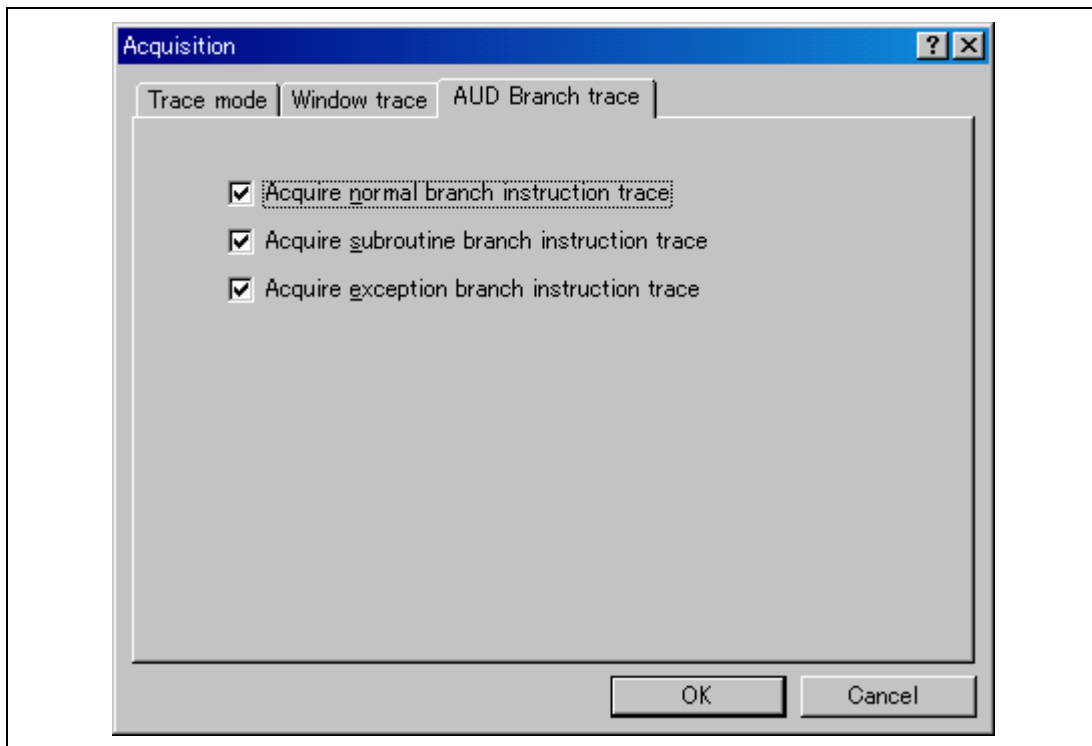 Acquisition
Trace mode Window trace AUD Branch trace
Acquire normal branch instruction trace
Acquire subroutine branch instruction trace
Acquire exception branch instruction trace
OK Cancel